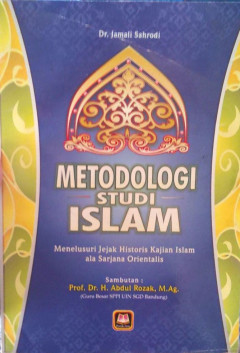 Dr. Jamali Sahrodi
METODOLOGI
STUDI
ISLAM
Menelusuri Jejak Historis Kajian Islam
ala Sarjana Orientalis
Sambutan :
Prof. Dr. H. Abdul Rozak, M.Ag.
(Guru Besar SPPI UIN SGD Bandung)